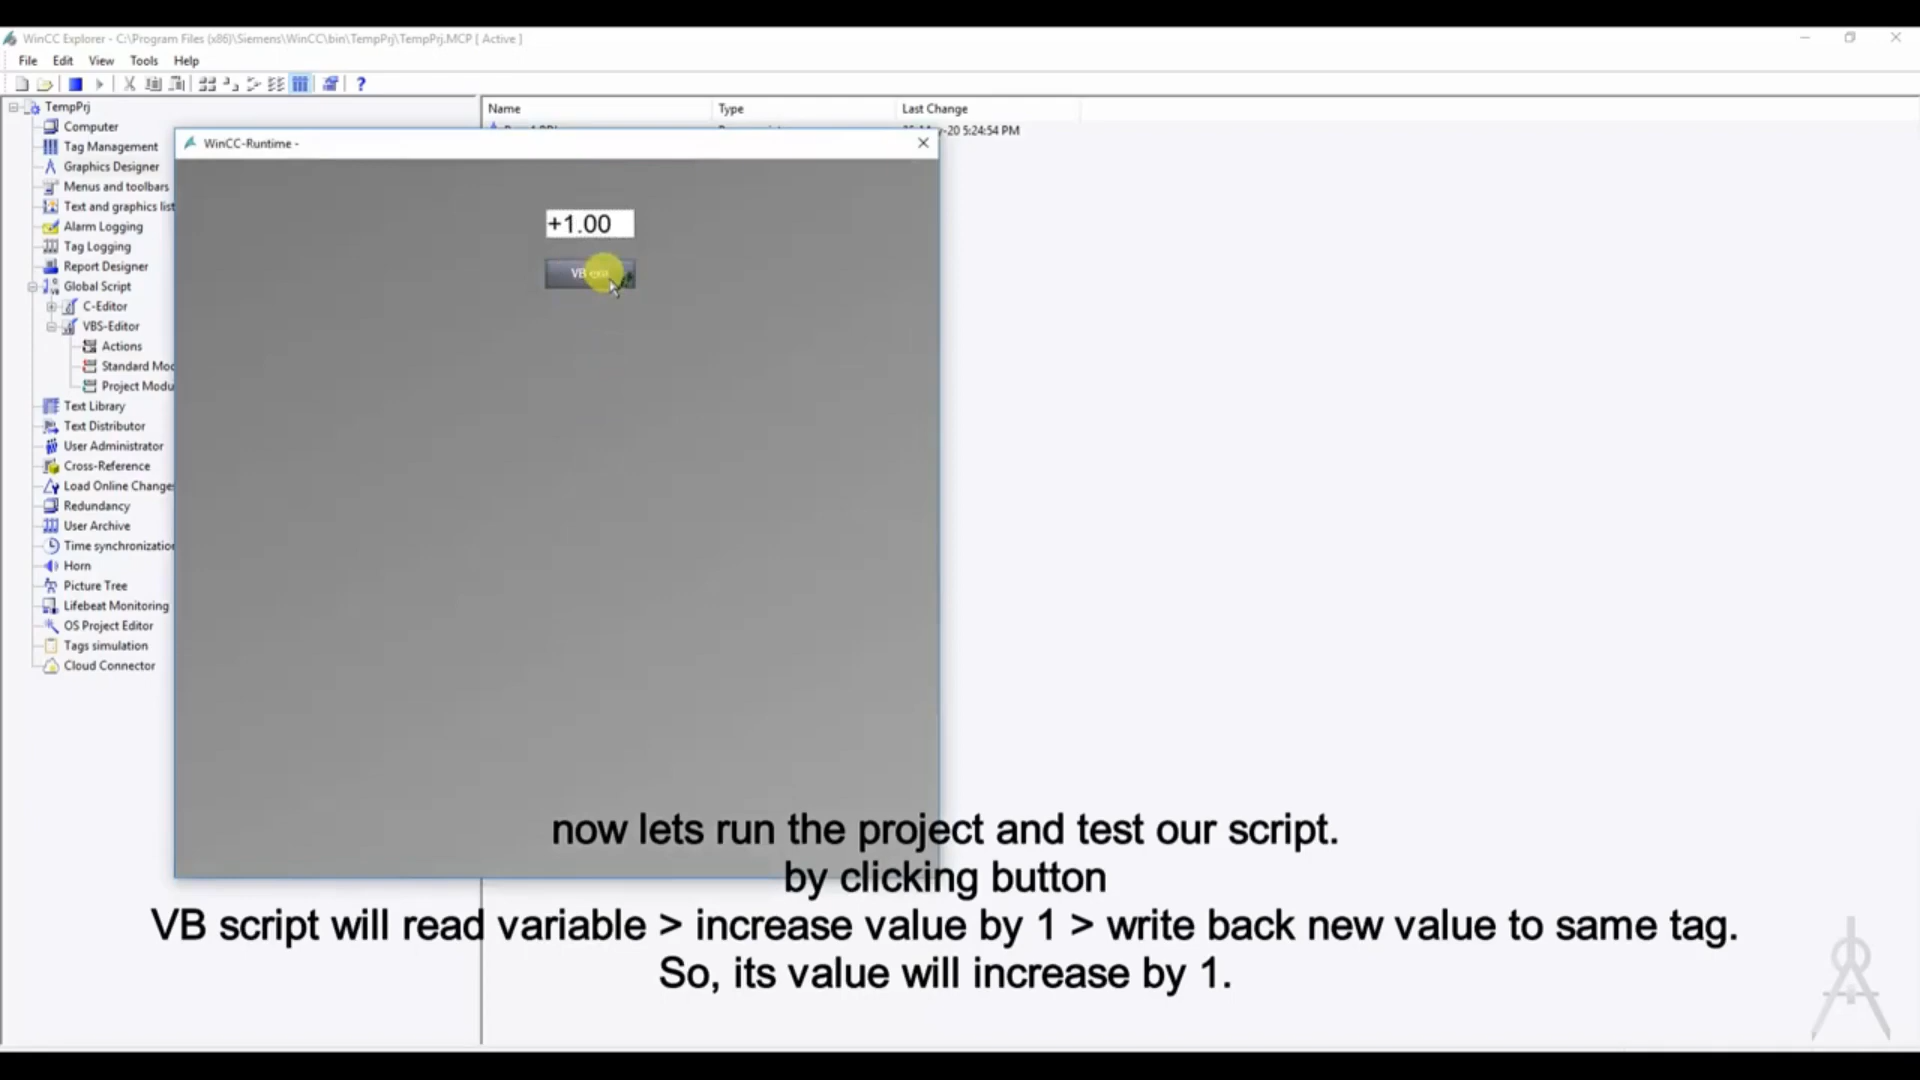 WinCC Explorer - C:\Program Files (x86)\Siemens\WinCC\bin\TempPrj\TempPrj.MCP [ Active ]
File Edit View Tools Help
TempPrj
Name Type Last Change
Computer
-20 5:24:54 PM
WinCC-Runtime -
Tag Management
Graphics Designer
Menus and toolbars
Text and graphics list
Alarm Logging
Tag Logging
Report Designer
Global Script
C-Editor
VBS-Editor
Actions
Standard Moc
Project Modu
Text Library
Text Distributor
User Administrator
Cross-Reference
Load Online Change
Redundancy
User Archive
Time synchronization
Horn
Picture Tree
Lifebeat Monitoring
OS Project Editor
Tags simulation
Cloud Connector
+1.00
VB
now lets run the project and test our script.
by clicking button
VB script will read variable > increase value by 1 > write back new value to same tag.
So, its value will increase by 1.